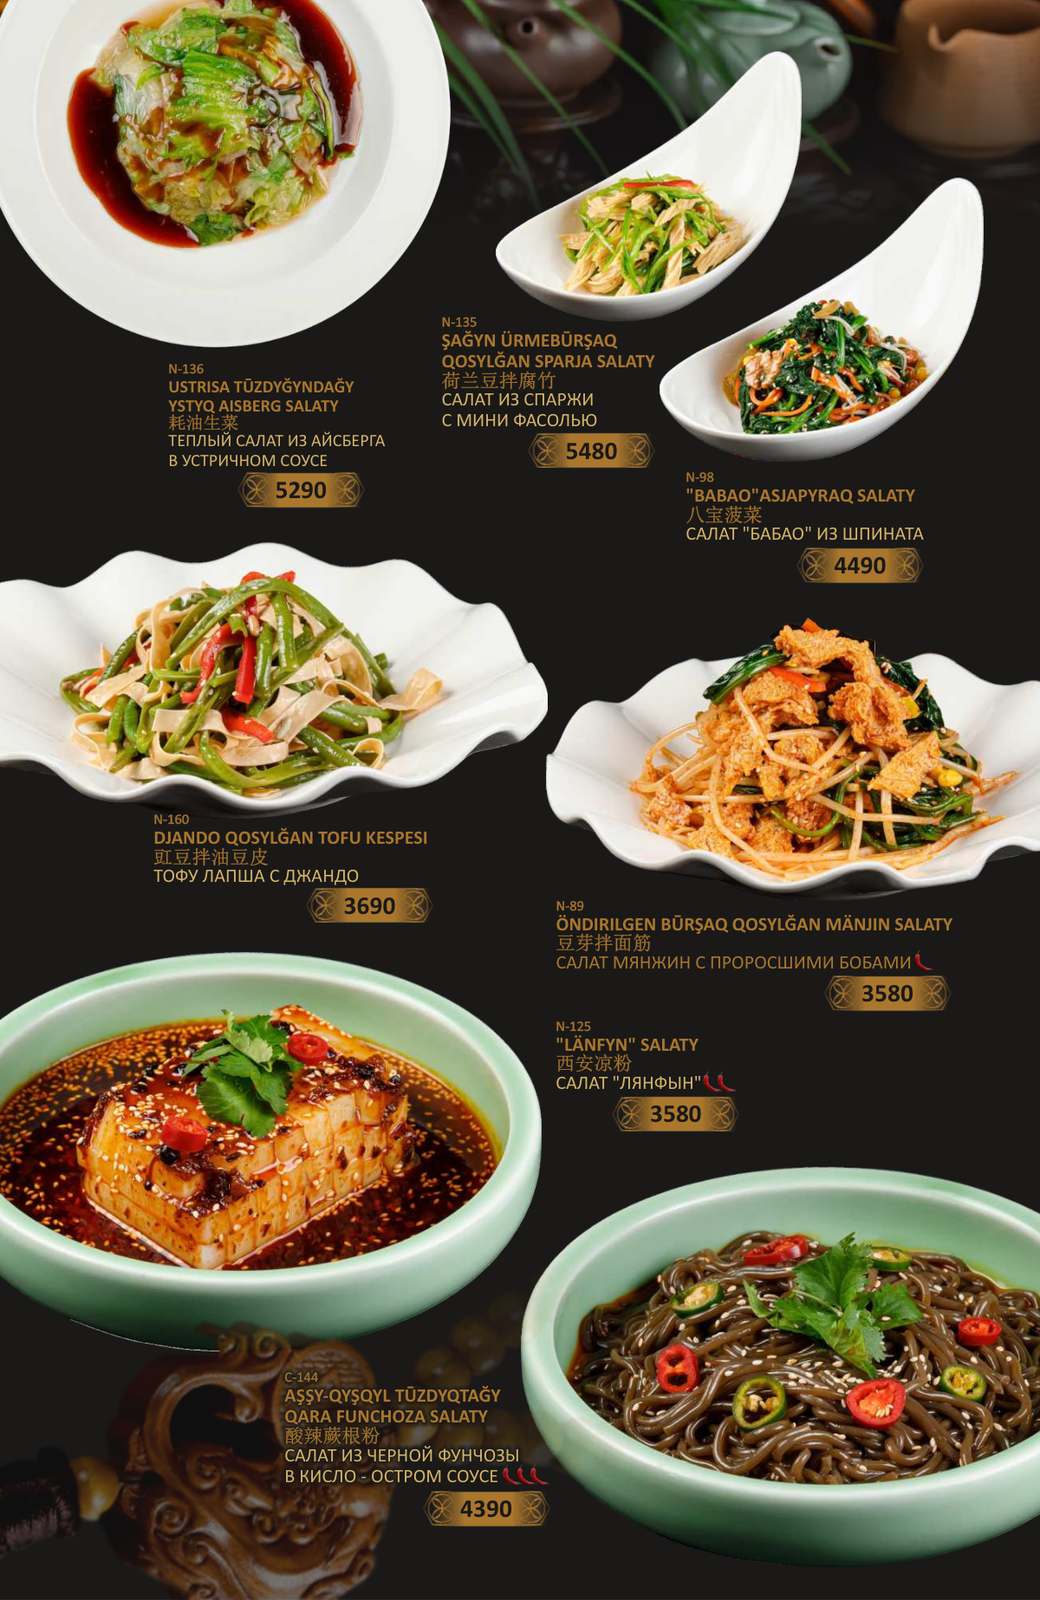 N-136
USTRISA TŪZDYĞYNDAĞY
YSTYQ AISBERG SALATY
耗油生菜
ТЕПЛЫЙ САЛАТ ИЗ АЙСБЕРГА
В УСТРИЧНОМ СОУСЕ
5290
N-135
ŞAĞYN ÜRMEBŪRŞAQ
QOSYLĞAN SPARJA SALATY
荷兰豆拌腐竹
САЛАТ ИЗ СПАРЖИ
С МИНИ ФАСОЛЬЮ
5480
N-98
"BABAO"ASJAPYRAQ SALATY
八宝菠菜
САЛАТ "БАБАО" ИЗ ШПИНАТА
4490
N-160
DJANDO QOSYLĞAN TOFU KESPESI
豇豆拌油豆皮
ТОФУ ЛАПША С ДЖАНДО
3690
N-89
ÖNDIRILGEN BŪRŞAQ QOSYLĞAN MÄNJIN SALATY
豆芽拌面筋
САЛАТ МЯНЖИН С ПРОРОСШИМИ БОБАМИ
3580
N-125
"LÄNFYN" SALATY
西安凉粉
САЛАТ "ЛЯНФЫН"
3580
C-144
AŞŞY-QYŞQYL TŪZDYQTAĞY
QARA FUNCHOZA SALATY
酸辣蕨根粉
САЛАТ ИЗ ЧЕРНОЙ ФУНЧОЗЫ
В КИСЛО - ОСТРОМ СОУСЕ
4390